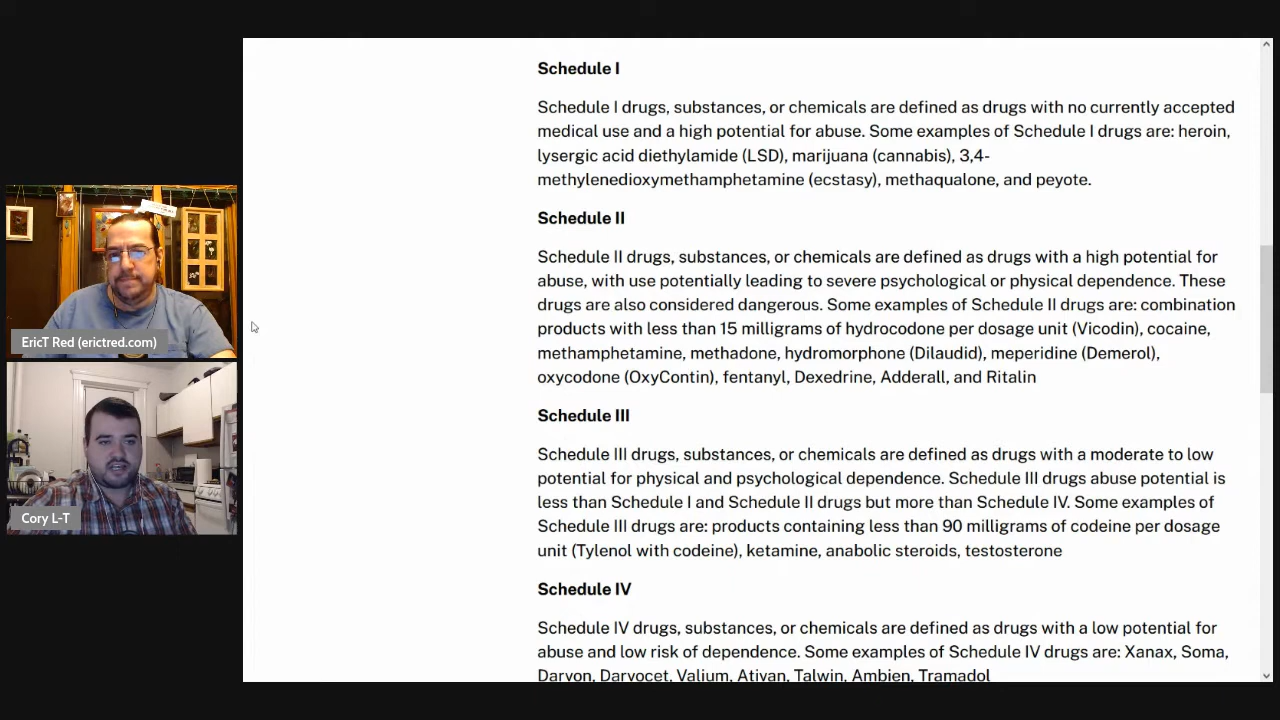 Schedule I
Schedule I drugs, substances, or chemicals are defined as drugs with no currently accepted
medical use and a high potential for abuse. Some examples of Schedule I drugs are: heroin,
lysergic acid diethylamide (LSD), marijuana (cannabis), 3,4-
methylenedioxymethamphetamine (ecstasy), methaqualone, and peyote.
Schedule II
Schedule II drugs, substances, or chemicals are defined as drugs with a high potential for
abuse, with use potentially leading to severe psychological or physical dependence. These
drugs are also considered dangerous. Some examples of Schedule II drugs are: combination
products with less than 15 milligrams of hydrocodone per dosage unit (Vicodin), cocaine,
methamphetamine, methadone, hydromorphone (Dilaudid), meperidine (Demerol),
oxycodone (OxyContin), fentanyl, Dexedrine, Adderall, and Ritalin
Schedule III
Schedule III drugs, substances, or chemicals are defined as drugs with a moderate to low
potential for physical and psychological dependence. Schedule III drugs abuse potential is
less than Schedule I and Schedule II drugs but more than Schedule IV. Some examples of
Schedule III drugs are: products containing less than 90 milligrams of codeine per dosage
unit (Tylenol with codeine), ketamine, anabolic steroids, testosterone
Schedule IV
Schedule IV drugs, substances, or chemicals are defined as drugs with a low potential for
abuse and low risk of dependence. Some examples of Schedule IV drugs are: Xanax, Soma,
Darvon, Darvocet, Valium, Ativan, Talwin, Ambien, Tramadol
EricT Red (erictred.com)
Cory L-T